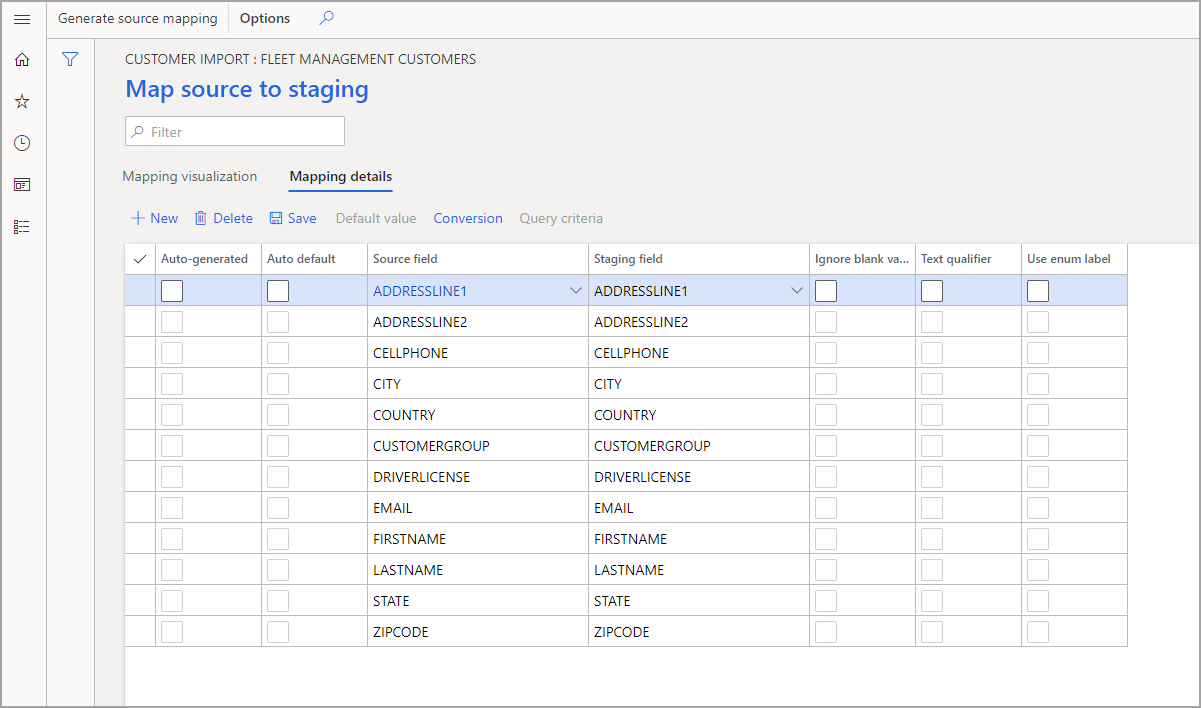 Generate source mapping Options
CUSTOMER IMPORT : FLEET MANAGEMENT CUSTOMERS
Map source to staging
Filter
Mapping visualization Mapping details
New Delete Save Default value Conversion Query criteria
Auto-generated Auto default Source field Staging field Ignore blank va... Text qualifier Use enum label
ADDRESSLINE1 ADDRESSLINE1
ADDRESSLINE2 ADDRESSLINE2
CELLPHONE CELLPHONE
CITY CITY
COUNTRY COUNTRY
CUSTOMERGROUP CUSTOMERGROUP
DRIVERLICENSE DRIVERLICENSE
EMAIL EMAIL
FIRSTNAME FIRSTNAME
LASTNAME LASTNAME
STATE STATE
ZIPCODE ZIPCODE